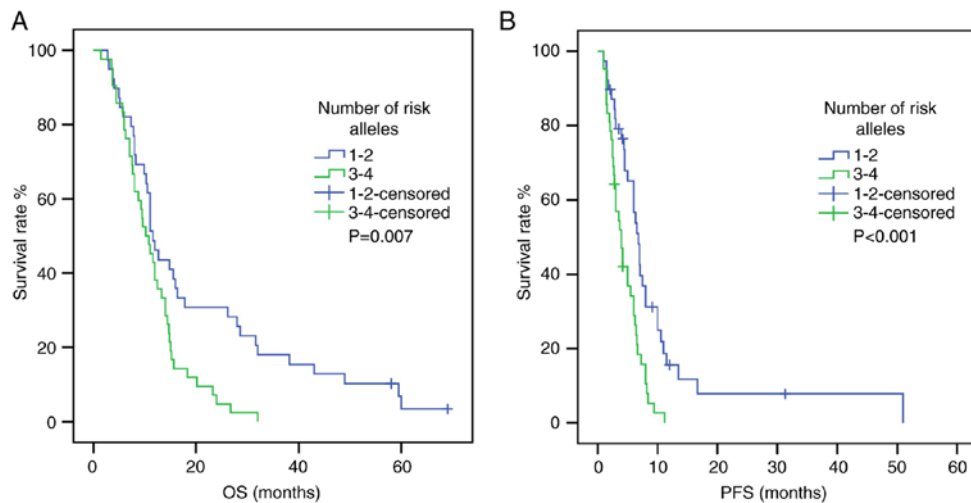 A
100
80
60
40
20
0
Survival rate %
0 20 40 60
OS (months)
Number of risk
alleles
1-2
3-4
1-2-censored
3-4-censored
P=0.007
B
100
80
60
40
20
0
Survival rate %
0 10 20 30 40 50 60
PFS (months)
Number of risk
alleles
1-2
3-4
1-2-censored
3-4-censored
P<0.001